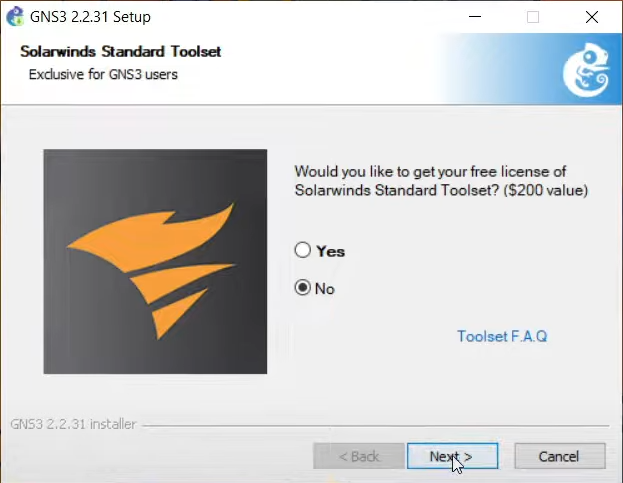 GNS3 2.2.31 Setup
Solarwinds Standard Toolset
Exclusive for GNS3 users
Would you like to get your free license of
Solarwinds Standard Toolset? ($200 value)
Yes
No
Toolset F.A.Q
GNS3 2.2.31 installer
< Back
Next >
Cancel